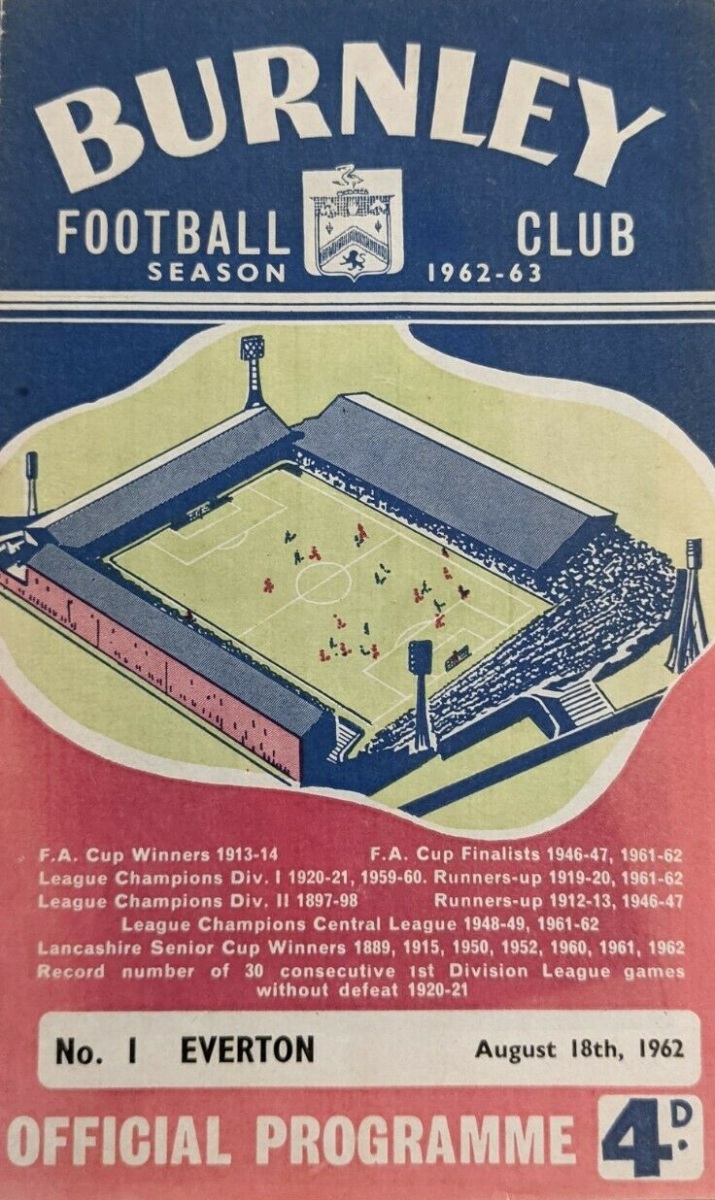 BURNLEY
FOOTBALL CLUB
SEASON 1962-63
F.A. Cup Winners 1913-14 F.A. Cup Finalists 1946-47, 1961-62
League Champions Div. I 1920-21, 1959-60. Runners-up 1919-20, 1961-62
League Champions Div. II 1897-98 Runners-up 1912-13, 1946-47
League Champions Central League 1948-49, 1961-62
Lancashire Senior Cup Winners 1889, 1915, 1950, 1952, 1960, 1961, 1962
Record number of 30 consecutive 1st Division League games
without defeat 1920-21
No. 1 EVERTON August 18th, 1962
OFFICIAL PROGRAMME 4D.